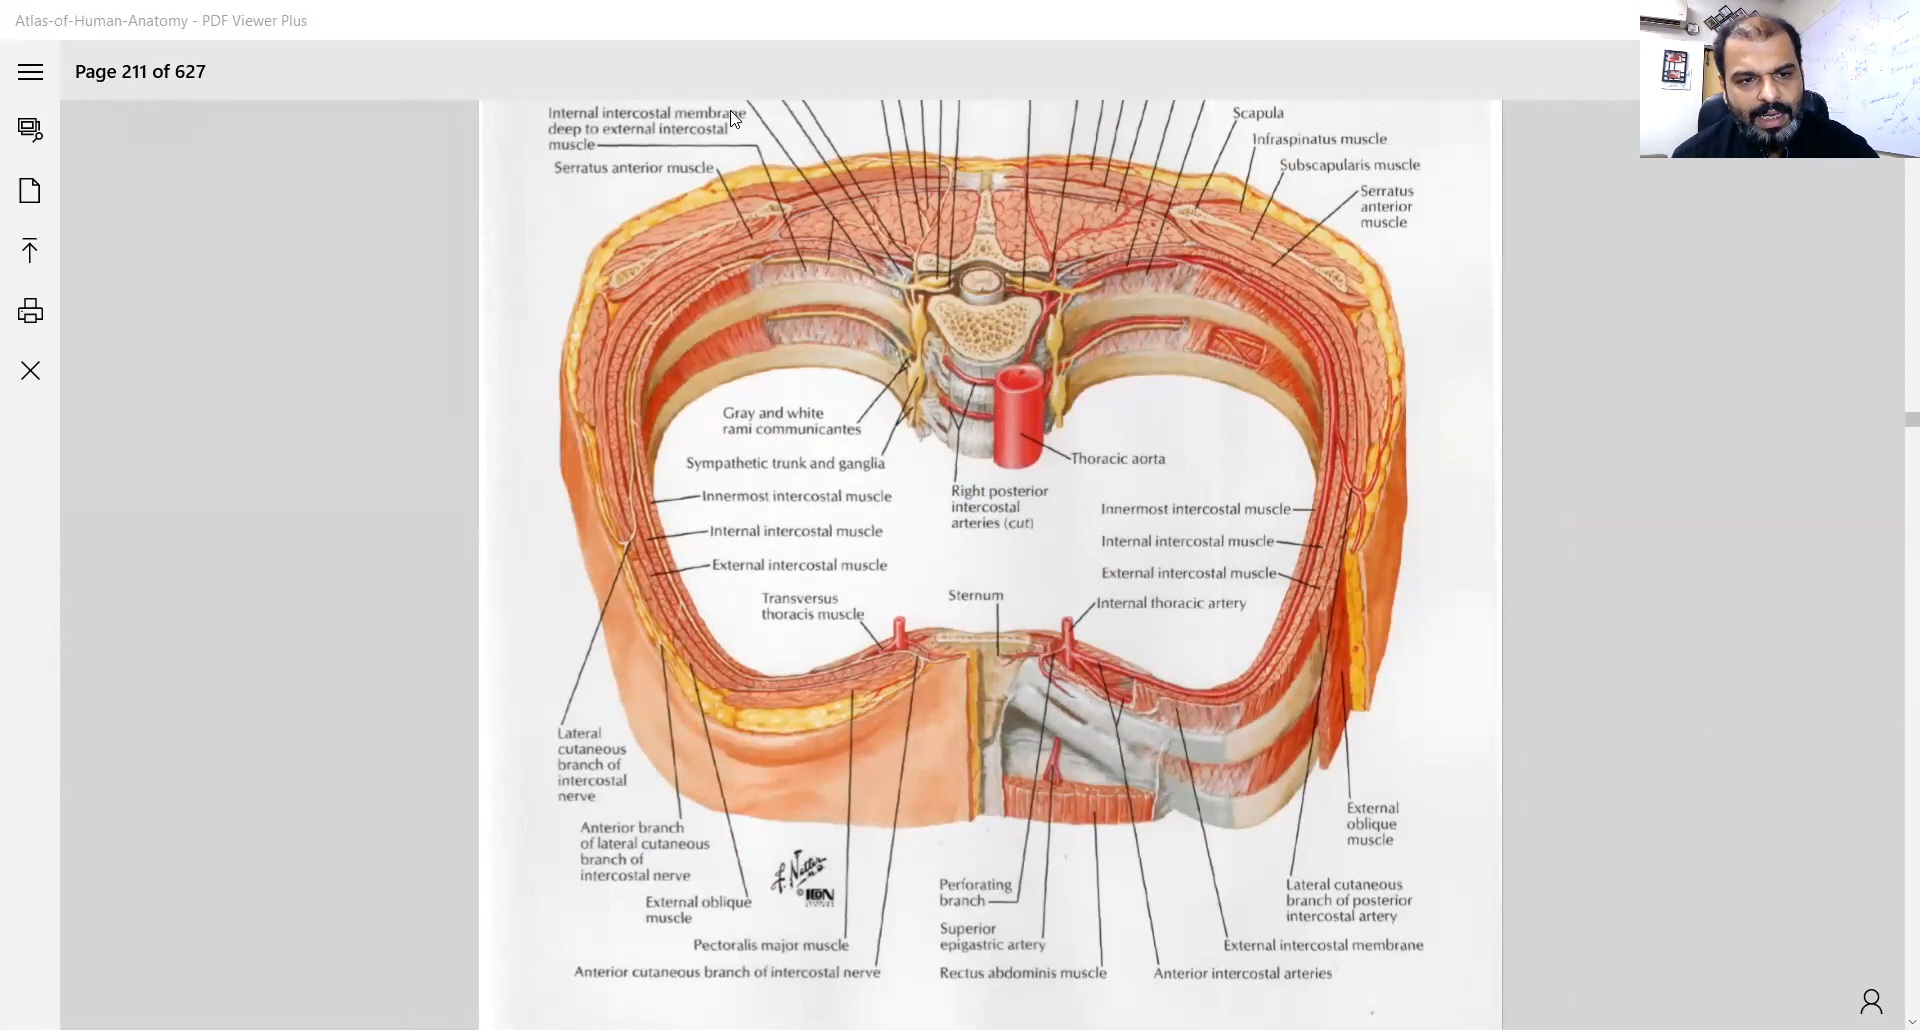 Atlas-of-Human-Anatomy - PDF Viewer Plus
Page 211 of 627
Internal intercostal membrane
deep to external intercostal
muscle
Serratus anterior muscle
Scapula
Infraspinatus muscle
Subscapularis muscle
Serratus
anterior
muscle
Gray and white
rami communicantes
Sympathetic trunk and ganglia
Innermost intercostal muscle
Internal intercostal muscle
External intercostal muscle
Transversus
thoracis muscle
Thoracic aorta
Right posterior
intercostal
arteries (cut)
Innermost intercostal muscle
Internal intercostal muscle
External intercostal muscle
Sternum
Internal thoracic artery
Lateral
cutaneous
branch of
intercostal
nerve
Anterior branch
of lateral cutaneous
branch of
intercostal nerve
External oblique
muscle
Pectoralis major muscle
Anterior cutaneous branch of intercostal nerve
F. Netter
M.D.
© ICON
Perforating
branch
Superior
epigastric artery
Rectus abdominis muscle
External
oblique
muscle
Lateral cutaneous
branch of posterior
intercostal artery
External intercostal membrane
Anterior intercostal arteries